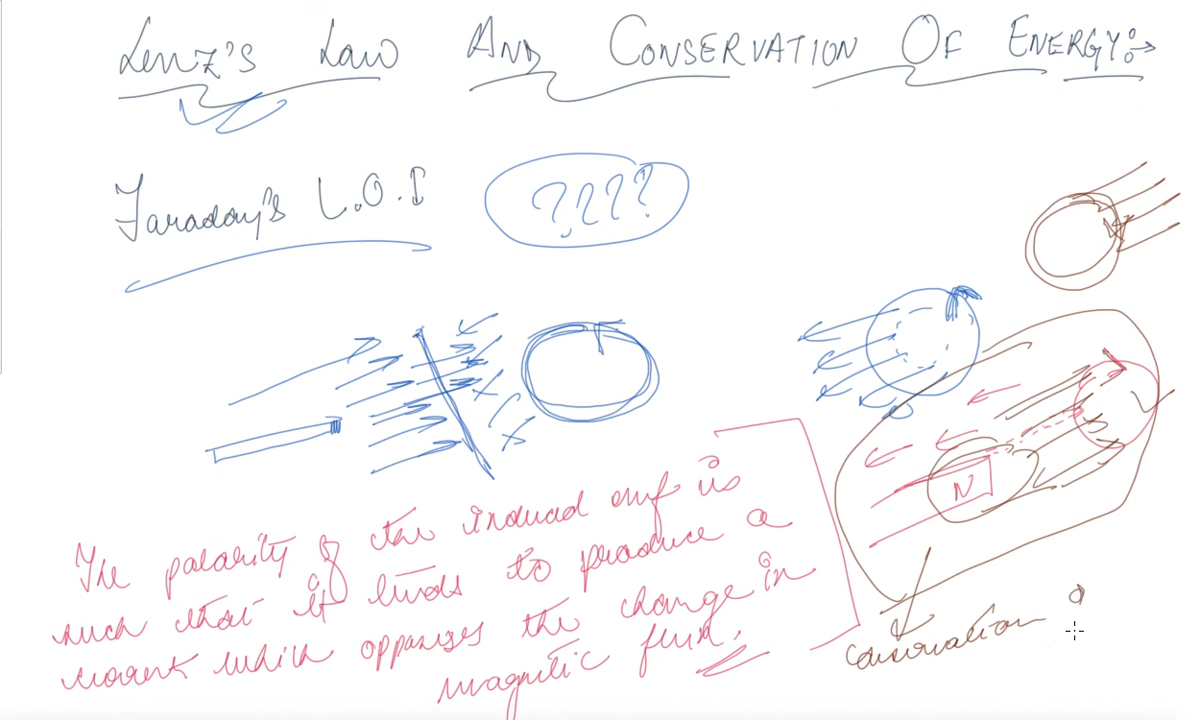 Lenz's Law And Conservation Of Energy:→
Faraday's L.O.I
????
N
The polarity of the induced emf is
such that it tends to produce a
current which opposes the change in
magnetic flux.
Conservation o